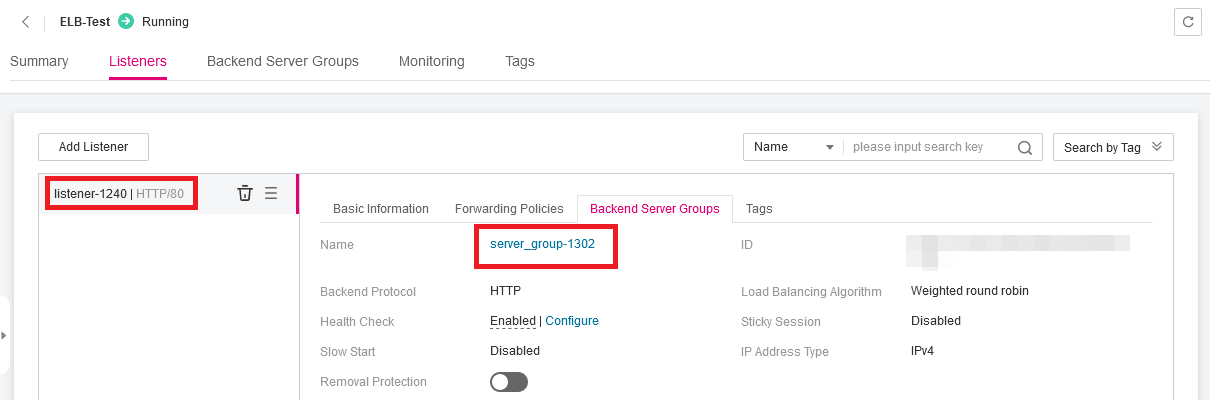 ELB-Test Running
Summary Listeners Backend Server Groups Monitoring Tags
Add Listener Name please input search key Search by Tag
listener-1240 | HTTP/80
Basic Information Forwarding Policies Backend Server Groups Tags
Name server_group-1302 ID
Backend Protocol HTTP Load Balancing Algorithm Weighted round robin
Health Check Enabled | Configure Sticky Session Disabled
Slow Start Disabled IP Address Type IPv4
Removal Protection